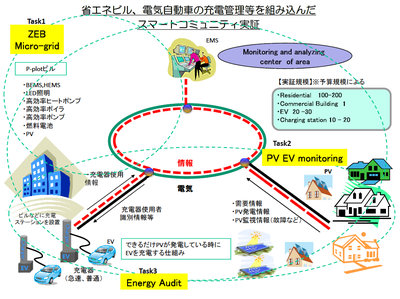 省エネビル、電気自動車の充電管理等を組み込んだ
スマートコミュニティ実証
Task1
ZEB
Micro-grid
EMS
Monitoring and analyzing
center of area
P-plotビル
・BEMS,HEMS
・LED照明
・高効率ヒートポンプ
・高効率ボイラ
・高効率ポンプ
・燃料電池
・PV
【実証規模】※予算規模による
・Residential 100-200
・Commercial Building 1
・EV 20 -30
・Charging station 10 - 20
Task2
PV EV monitoring
情報
電気
充電器使用
情報
充電器使用者
識別情報等
PV
PV
ビルなどに充電
ステーションを設置
・需要情報
・PV発電情報
・PV監視情報(故障など)
EV
EV
EV
EV
できるだけPVが発電している時に
EVを充電する仕組み
充電器
(急速、普通)
Task3
Energy Audit